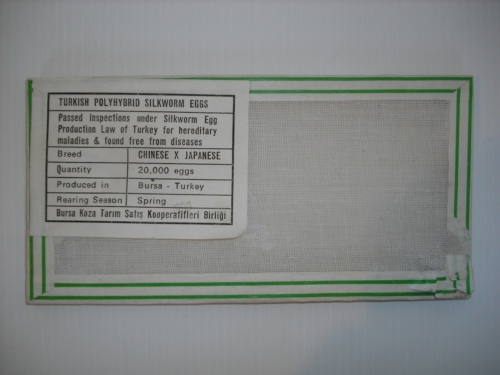 TURKISH POLYHYBRID SILKWORM EGGS
Passed inspections under Silkworm Egg
Production Law of Turkey for hereditary
maladies & found free from diseases
Breed CHINESE X JAPANESE
Quantity 20,000 eggs
Produced in Bursa - Turkey
Rearing Season Spring
Bursa Koza Tarım Satış Kooperatifleri Birliği